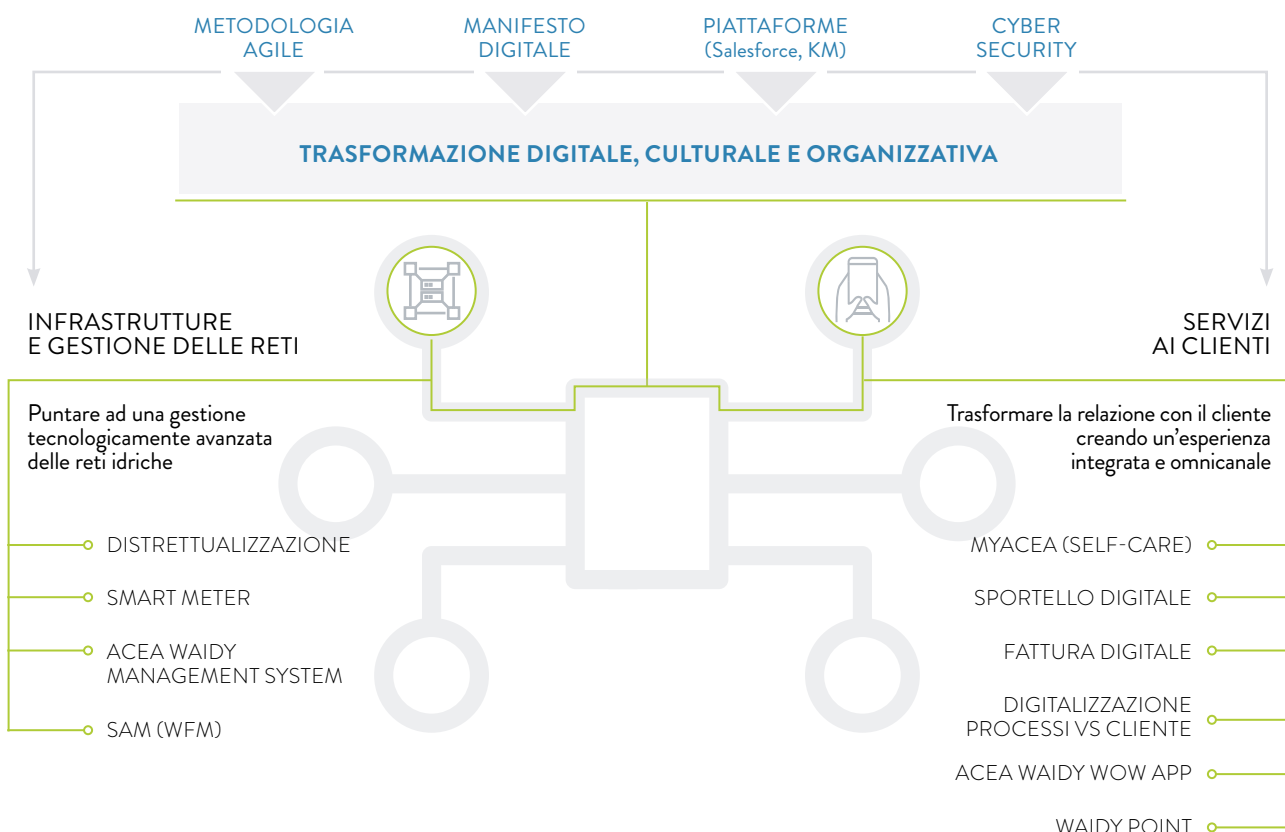 METODOLOGIA
AGILE
MANIFESTO
DIGITALE
PIATTAFORME
(Salesforce, KM)
CYBER
SECURITY
TRASFORMAZIONE DIGITALE, CULTURALE E ORGANIZZATIVA
INFRASTRUTTURE
E GESTIONE DELLE RETI
Puntare ad una gestione
tecnologicamente avanzata
delle reti idriche
DISTRETTUALIZZAZIONE
SMART METER
ACEA WAIDY
MANAGEMENT SYSTEM
SAM (WFM)
SERVIZI
AI CLIENTI
Trasformare la relazione con il cliente
creando un'esperienza
integrata e omnicanale
MYACEA (SELF-CARE)
SPORTELLO DIGITALE
FATTURA DIGITALE
DIGITALIZZAZIONE
PROCESSI VS CLIENTE
ACEA WAIDY WOW APP
WAIDY POINT